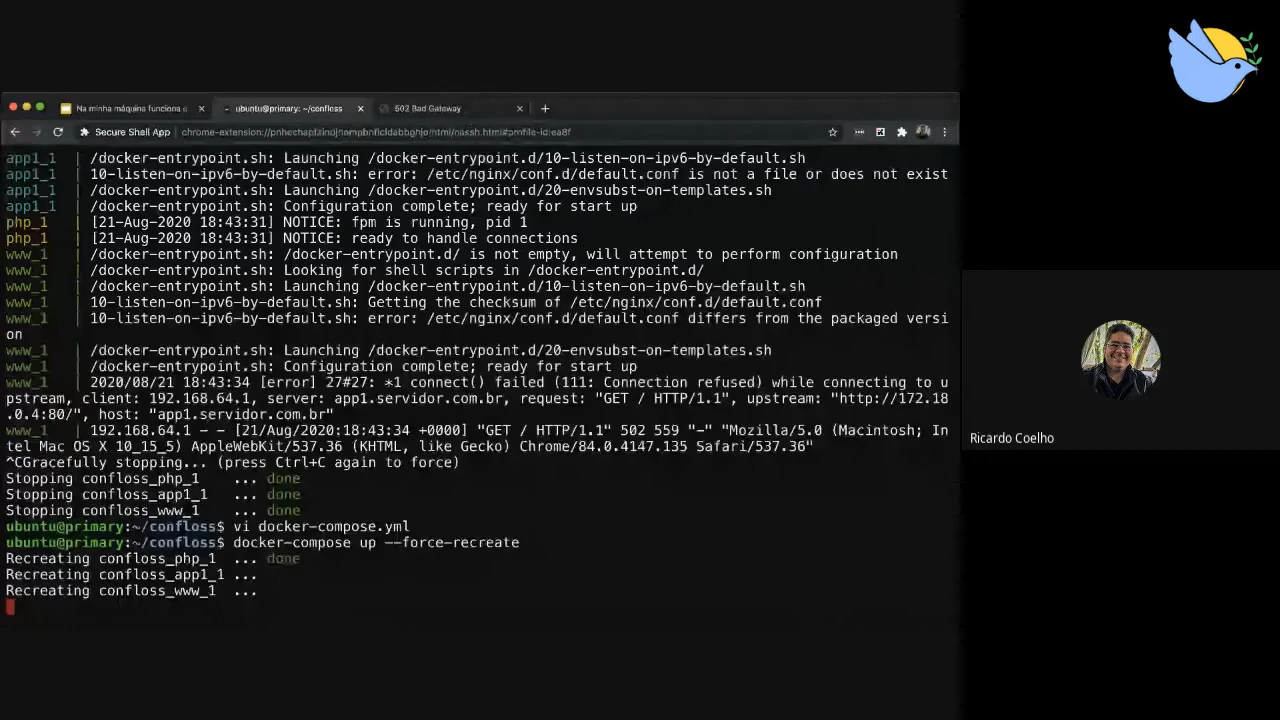 Na minha máquina funciona
ubuntu@primary: ~/confloss
502 Bad Gateway
Secure Shell App
app1_1 | /docker-entrypoint.sh: Launching /docker-entrypoint.d/10-listen-on-ipv6-by-default.sh
app1_1 | 10-listen-on-ipv6-by-default.sh: error: /etc/nginx/conf.d/default.conf is not a file or does not exist
app1_1 | /docker-entrypoint.sh: Launching /docker-entrypoint.d/20-envsubst-on-templates.sh
app1_1 | /docker-entrypoint.sh: Configuration complete; ready for start up
php_1 | [21-Aug-2020 18:43:31] NOTICE: fpm is running, pid 1
php_1 | [21-Aug-2020 18:43:31] NOTICE: ready to handle connections
www_1 | /docker-entrypoint.sh: /docker-entrypoint.d/ is not empty, will attempt to perform configuration
www_1 | /docker-entrypoint.sh: Looking for shell scripts in /docker-entrypoint.d/
www_1 | /docker-entrypoint.sh: Launching /docker-entrypoint.d/10-listen-on-ipv6-by-default.sh
www_1 | 10-listen-on-ipv6-by-default.sh: Getting the checksum of /etc/nginx/conf.d/default.conf
www_1 | 10-listen-on-ipv6-by-default.sh: error: /etc/nginx/conf.d/default.conf differs from the packaged versi
on
www_1 | /docker-entrypoint.sh: Launching /docker-entrypoint.d/20-envsubst-on-templates.sh
www_1 | /docker-entrypoint.sh: Configuration complete; ready for start up
www_1 | 2020/08/21 18:43:34 [error] 27#27: *1 connect() failed (111: Connection refused) while connecting to u
pstream, client: 192.168.64.1, server: app1.servidor.com.br, request: "GET / HTTP/1.1", upstream: "http://172.18
.0.4:80/", host: "app1.servidor.com.br"
www_1 | 192.168.64.1 - - [21/Aug/2020:18:43:34 +0000] "GET / HTTP/1.1" 502 559 "-" "Mozilla/5.0 (Macintosh; In
tel Mac OS X 10_15_5) AppleWebKit/537.36 (KHTML, like Gecko) Chrome/84.0.4147.135 Safari/537.36"
^CGracefully stopping... (press Ctrl+C again to force)
Stopping confloss_php_1 ... done
Stopping confloss_app1_1 ... done
Stopping confloss_www_1 ... done
ubuntu@primary:~/confloss$ vi docker-compose.yml
ubuntu@primary:~/confloss$ docker-compose up --force-recreate
Recreating confloss_php_1 ... done
Recreating confloss_app1_1 ...
Recreating confloss_www_1 ...
Ricardo Coelho